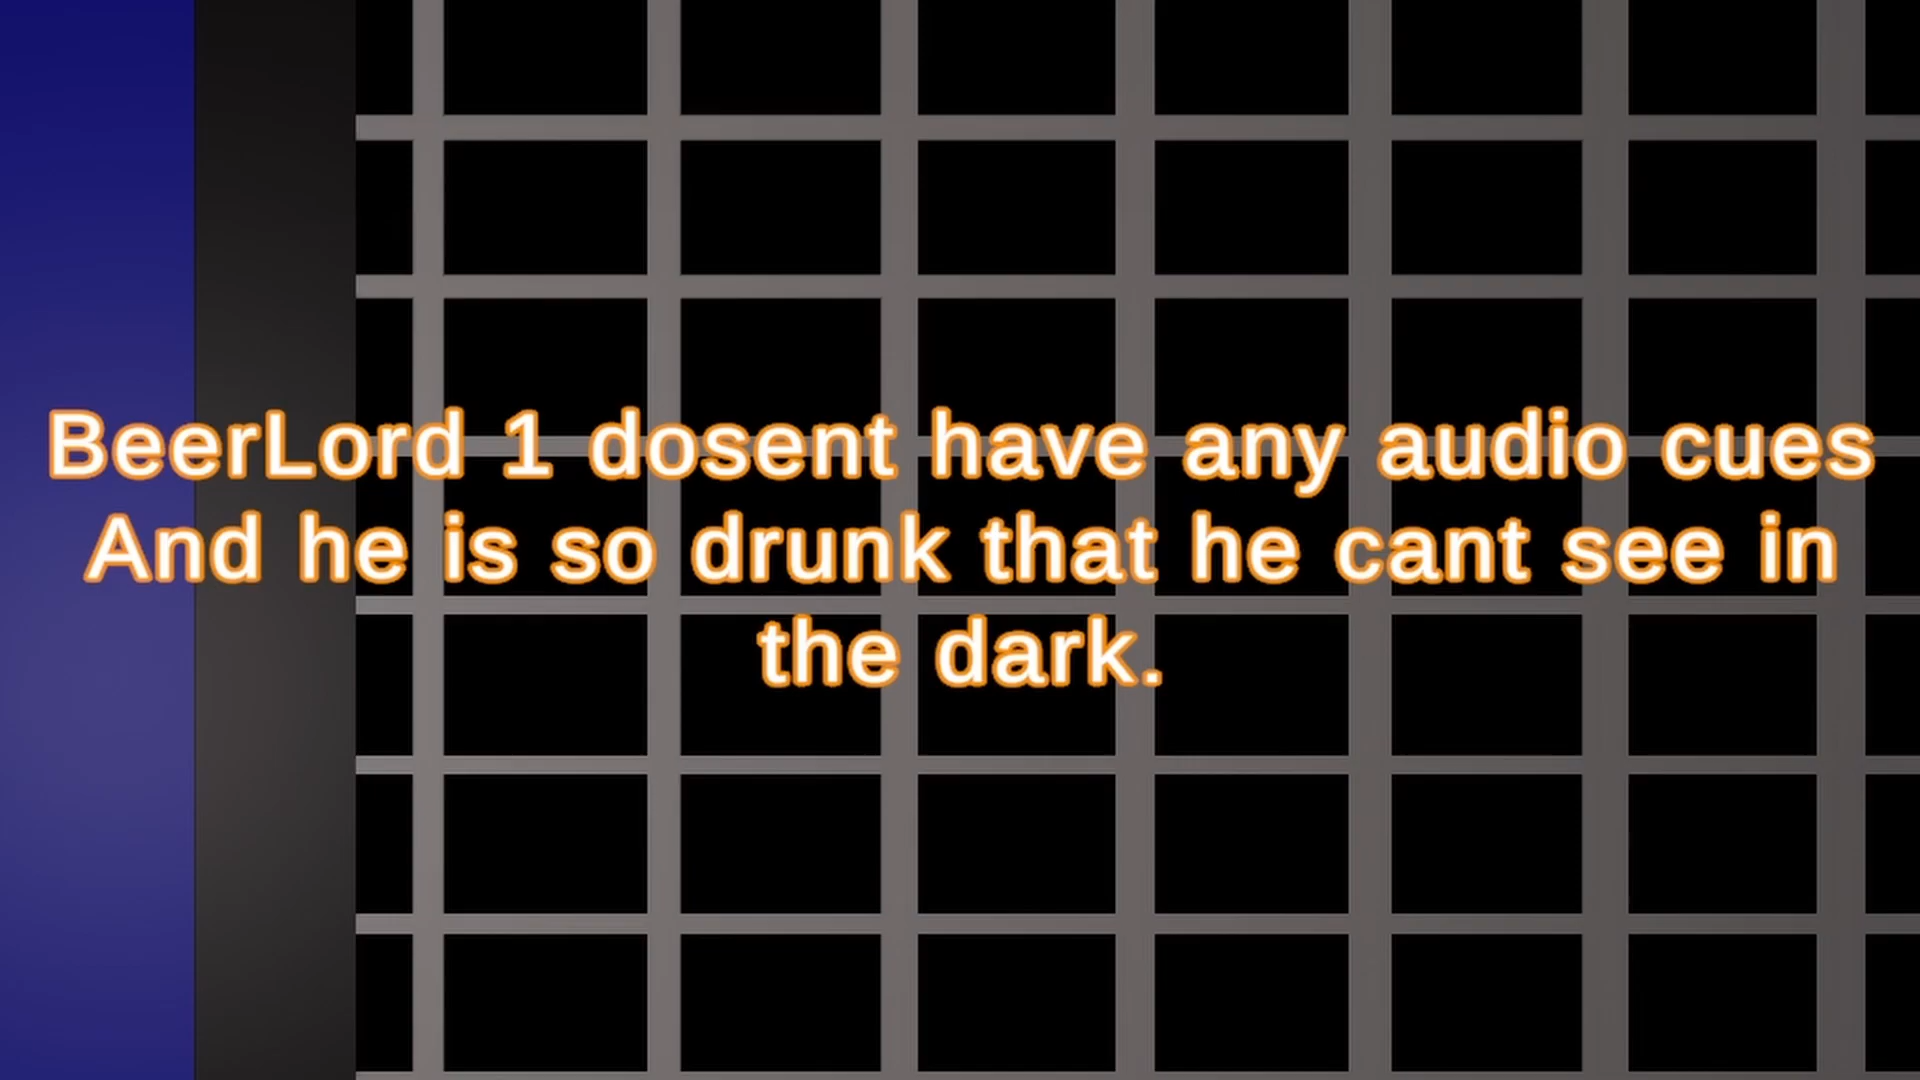 BeerLord 1 dosent have any audio cues
And he is so drunk that he cant see in
the dark.